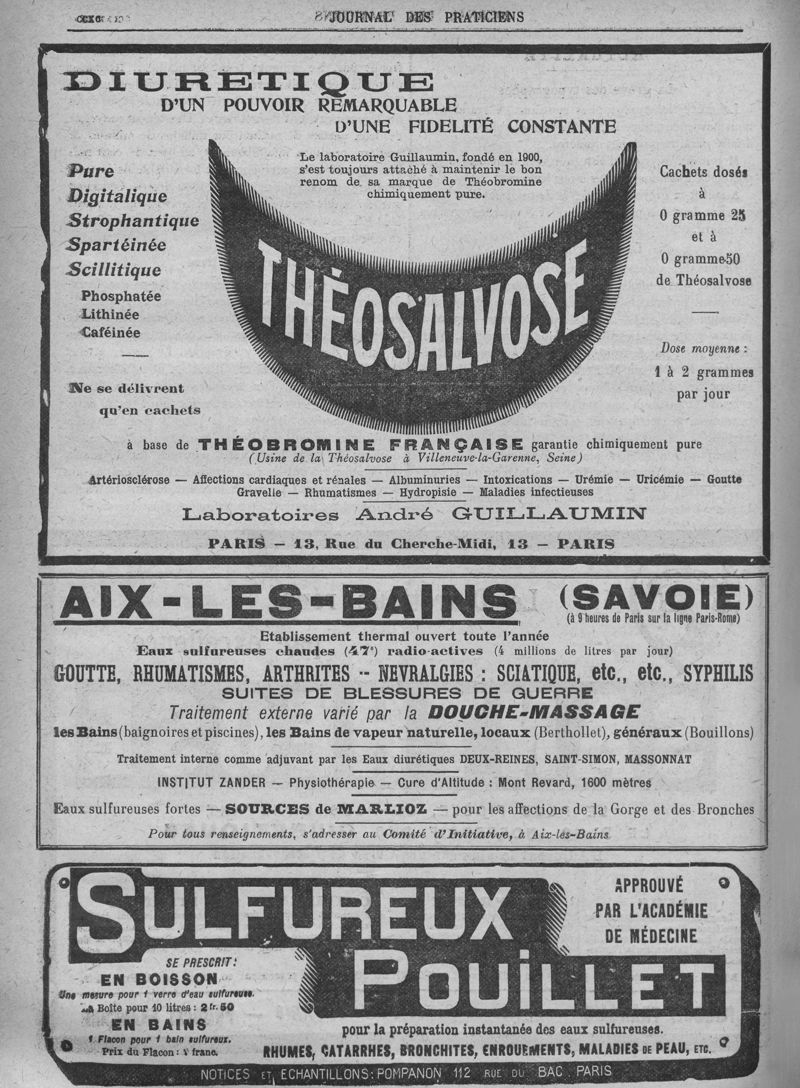 JOURNAL DES PRATICIENS
DIURETIQUE
D'UN POUVOIR REMARQUABLE
D'UNE FIDELITÉ CONSTANTE
Le laboratoire Guillaumin, fondé en 1900,
s'est toujours attaché à maintenir le bon
renom de sa marque de Théobromine
chimiquement pure.
Pure
Digitalique
Strophantique
Spartéinée
Scillitique
Phosphatée
Lithinée
Caféinée
Ne se délivrent
qu'en cachets
THÉOSALVOSE
Cachets dosés
à
0 gramme 25
et à
0 gramme 50
de Théosalvose
Dose moyenne :
1 à 2 grammes
par jour
à base de THÉOBROMINE FRANÇAISE garantie chimiquement pure
(Usine de la Théosalvose à Villeneuve-la-Garenne, Seine)
Artériosclérose — Affections cardiaques et rénales — Albuminuries — Intoxications — Urémie — Uricémie — Goutte
Gravelle — Rhumatismes — Hydropisie — Maladies infectieuses
Laboratoires André GUILLAUMIN
PARIS — 13, Rue du Cherche-Midi, 13 — PARIS
AIX-LES-BAINS (SAVOIE)
(à 9 heures de Paris sur la ligne Paris-Rome)
Etablissement thermal ouvert toute l'année
Eaux sulfureuses chaudes (47°) radio-actives (4 millions de litres par jour)
GOUTTE, RHUMATISMES, ARTHRITES -- NEVRALGIES : SCIATIQUE, etc., etc., SYPHILIS
SUITES DE BLESSURES DE GUERRE
Traitement externe varié par la DOUCHE-MASSAGE
les Bains (baignoires et piscines), les Bains de vapeur naturelle, locaux (Berthollet), généraux (Bouillons)
Traitement interne comme adjuvant par les Eaux diurétiques DEUX-REINES, SAINT-SIMON, MASSONNAT
INSTITUT ZANDER — Physiothérapie — Cure d'Altitude : Mont Revard, 1600 mètres
Eaux sulfureuses fortes — SOURCES de MARLIOZ — pour les affections de la Gorge et des Bronches
Pour tous renseignements, s'adresser au Comité d'Initiative, à Aix-les-Bains.
SULFUREUX
POUILLET
APPROUVÉ
PAR L'ACADÉMIE
DE MÉDECINE
SE PRESCRIT:
EN BOISSON
Une mesure pour 1 verre d'eau sulfureuse.
La Boîte pour 10 litres : 2 fr. 50
EN BAINS
1 Flacon pour 1 bain sulfureux.
Prix du Flacon : 1 franc.
pour la préparation instantanée des eaux sulfureuses.
RHUMES, CATARRHES, BRONCHITES, ENROUEMENTS, MALADIES DE PEAU, ETC.
NOTICES ET ECHANTILLONS: POMPANON 112 RUE DU BAC. PARIS